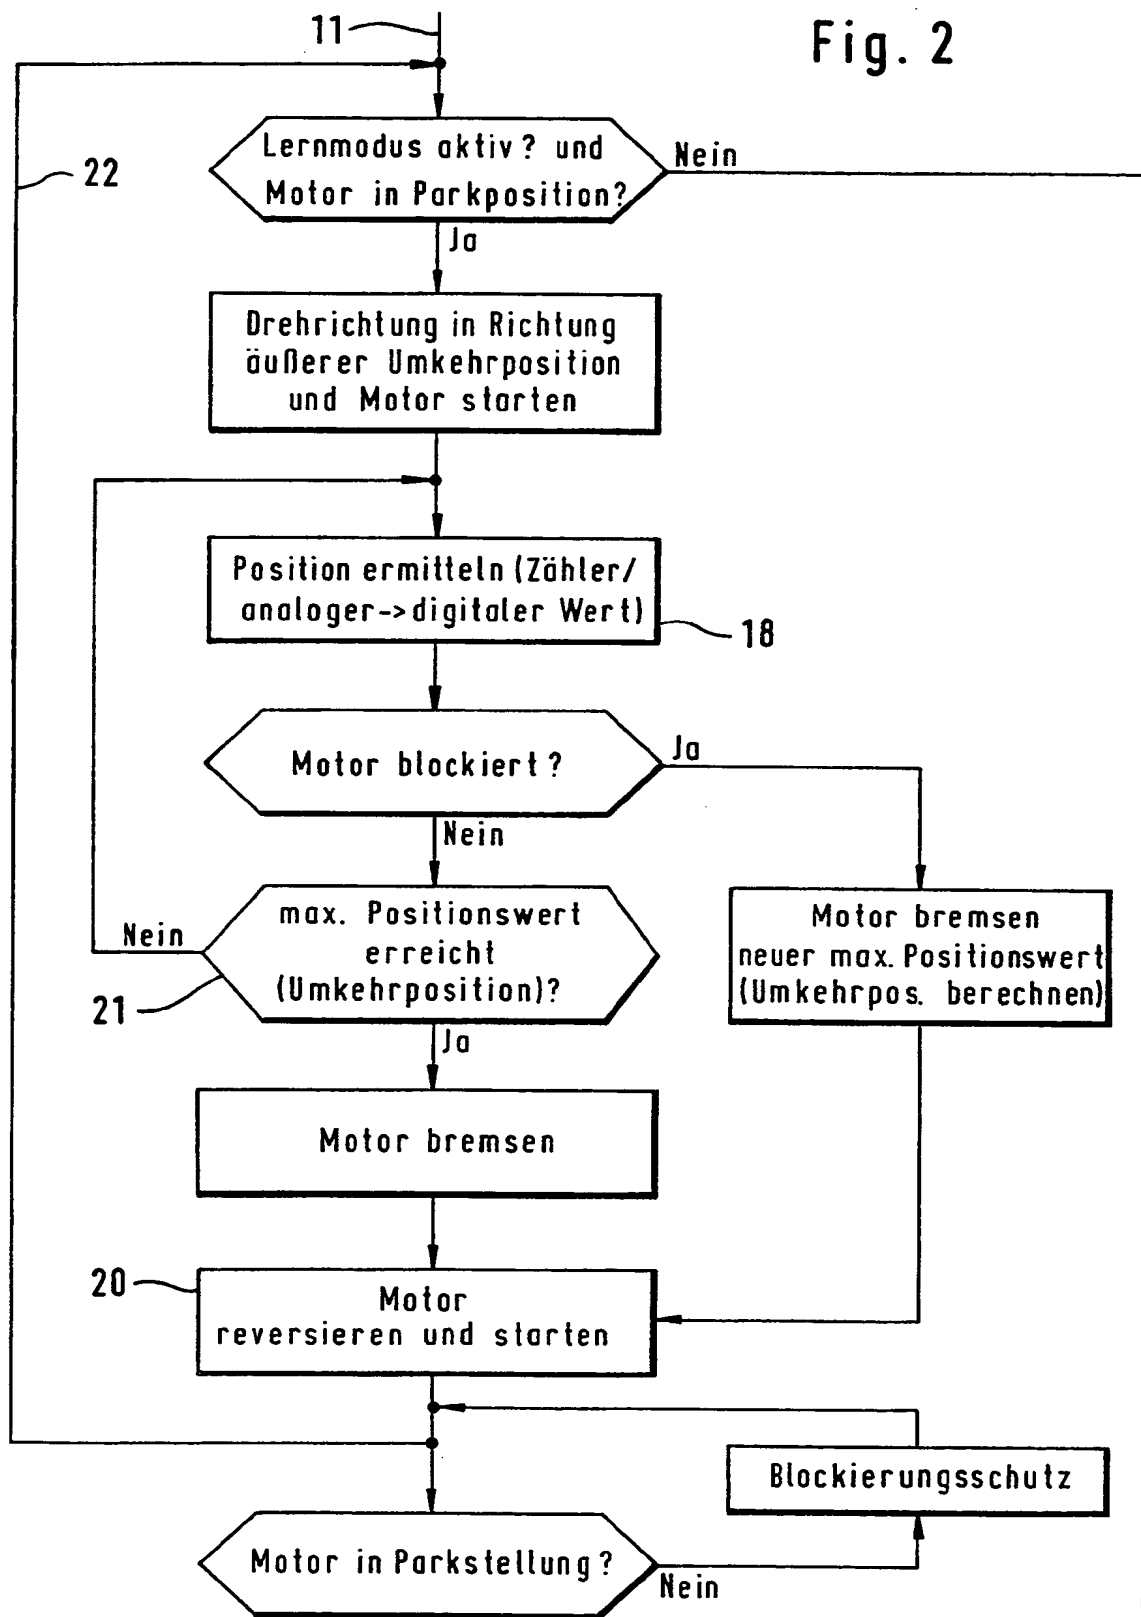 11
Fig. 2
22
Lernmodus aktiv? und
Motor in Parkposition?
Nein
Ja
Drehrichtung in Richtung
äußerer Umkehrposition
und Motor starten
Position ermitteln (Zähler/
analoger->digitaler Wert)
18
Motor blockiert?
Ja
Nein
max. Positionswert
erreicht
(Umkehrposition)?
Nein
21
Ja
Motor bremsen
neuer max. Positionswert
(Umkehrpos. berechnen)
Motor bremsen
20
Motor
reversieren und starten
Blockierungsschutz
Motor in Parkstellung?
Nein